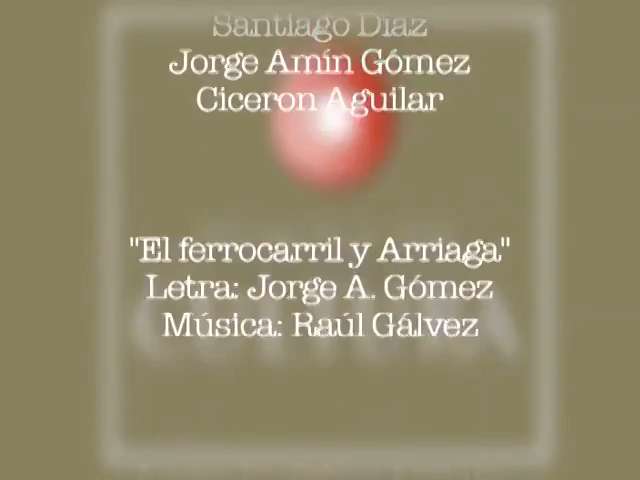 Santiago Díaz
Jorge Amín Gómez
Ciceron Aguilar
"El ferrocarril y Arriaga"
Letra: Jorge A. Gómez
Música: Raúl Gálvez